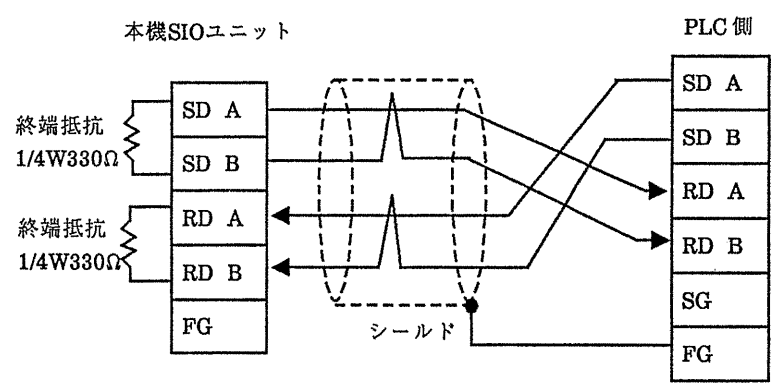 本機SIOユニット
PLC側
終端抵抗
1/4W330Ω
終端抵抗
1/4W330Ω
SD A
SD B
RD A
RD B
FG
シールド
SD A
SD B
RD A
RD B
SG
FG